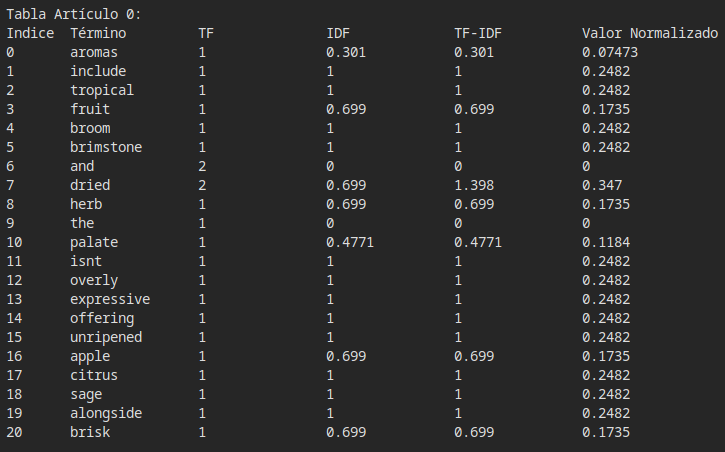 Tabla Artículo 0:
Indice Término TF IDF TF-IDF Valor Normalizado
0 aromas 1 0.301 0.301 0.07473
1 include 1 1 1 0.2482
2 tropical 1 1 1 0.2482
3 fruit 1 0.699 0.699 0.1735
4 broom 1 1 1 0.2482
5 brimstone 1 1 1 0.2482
6 and 2 0 0 0
7 dried 2 0.699 1.398 0.347
8 herb 1 0.699 0.699 0.1735
9 the 1 0 0 0
10 palate 1 0.4771 0.4771 0.1184
11 isnt 1 1 1 0.2482
12 overly 1 1 1 0.2482
13 expressive 1 1 1 0.2482
14 offering 1 1 1 0.2482
15 unripened 1 1 1 0.2482
16 apple 1 0.699 0.699 0.1735
17 citrus 1 1 1 0.2482
18 sage 1 1 1 0.2482
19 alongside 1 1 1 0.2482
20 brisk 1 0.699 0.699 0.1735